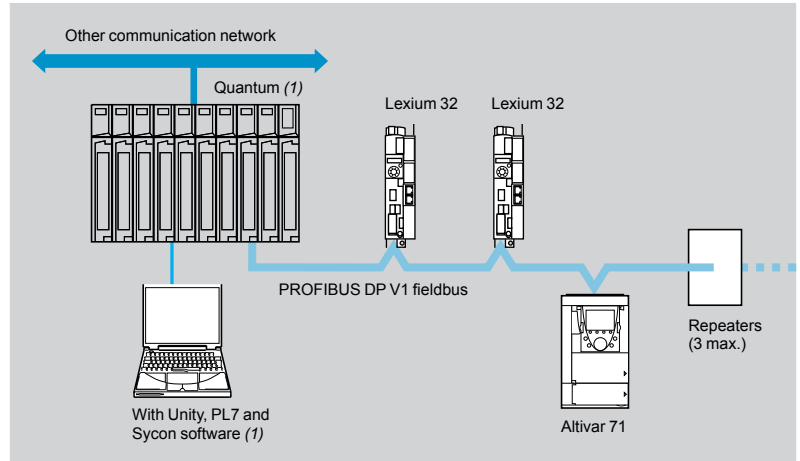 Other communication network
Quantum (1)
Lexium 32
Lexium 32
PROFIBUS DP V1 fieldbus
Repeaters
(3 max.)
With Unity, PL7 and
Sycon software (1)
Altivar 71